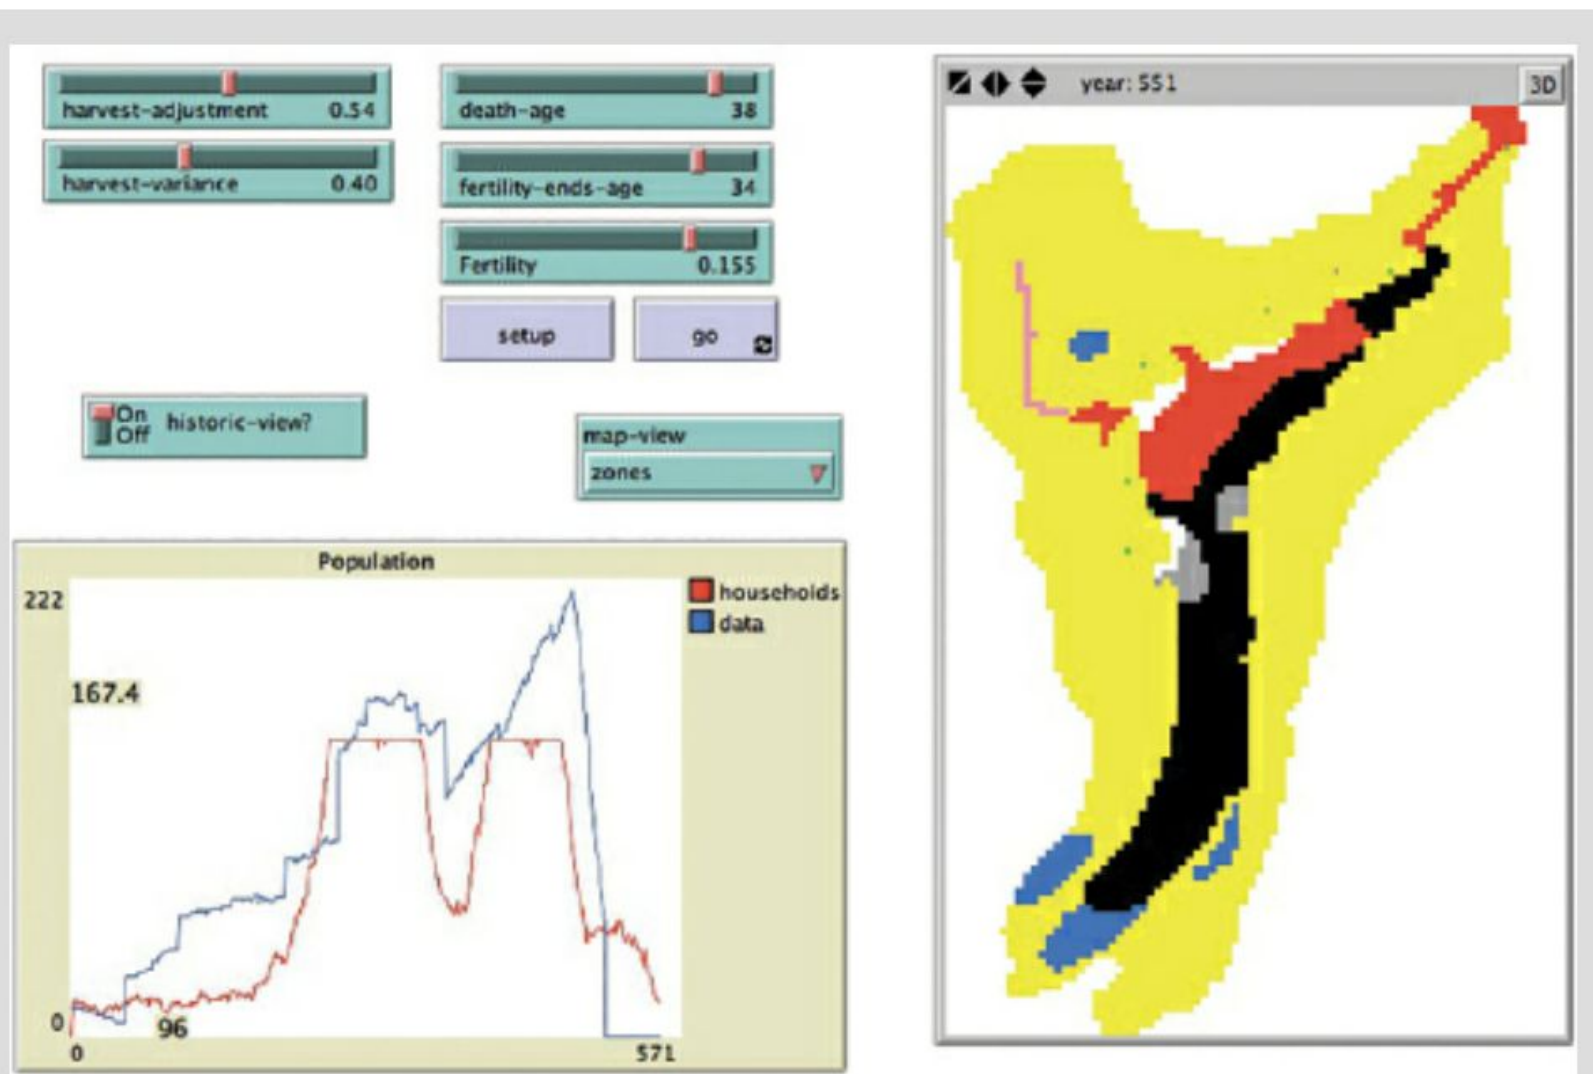 harvest-adjustment 0.54
harvest-variance 0.40
death-age 38
fertility-ends-age 34
Fertility 0.155
setup
go
On
Off
historic-view?
map-view
zones
Population
222
167.4
0
96
0
571
households
data
year: 551
3D